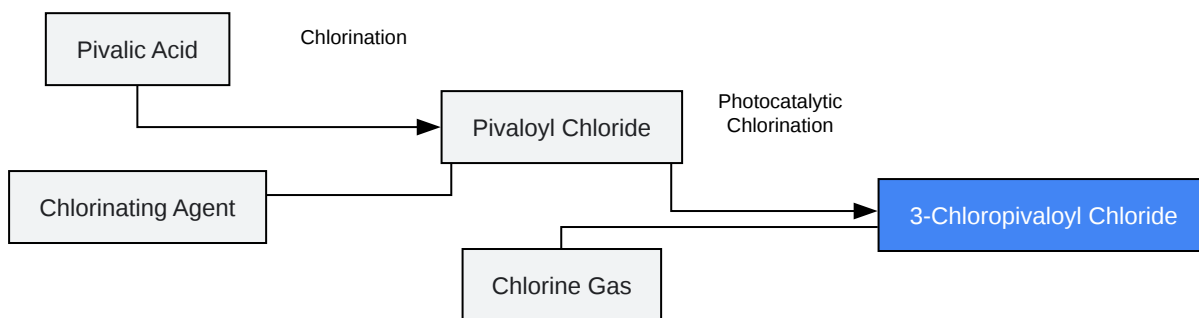 Pivalic Acid
Chlorination
Pivaloyl Chloride
Photocatalytic
Chlorination
Chlorinating Agent
3-Chloropivaloyl Chloride
Chlorine Gas